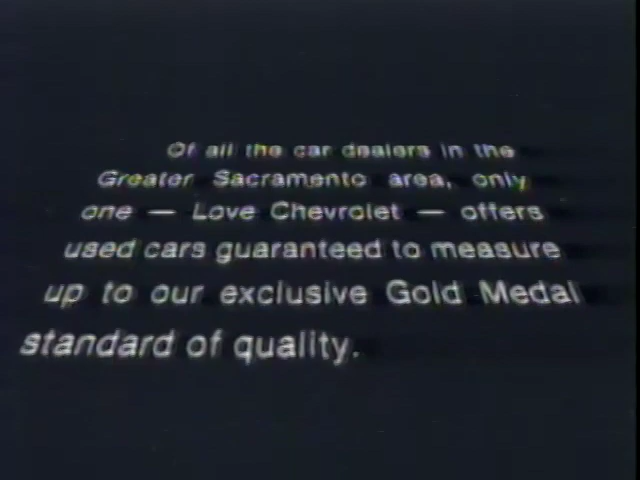 Of all the car dealers in the
Greater Sacramento area, only
one — Love Chevrolet — offers
used cars guaranteed to measure
up to our exclusive Gold Medal
standard of quality.